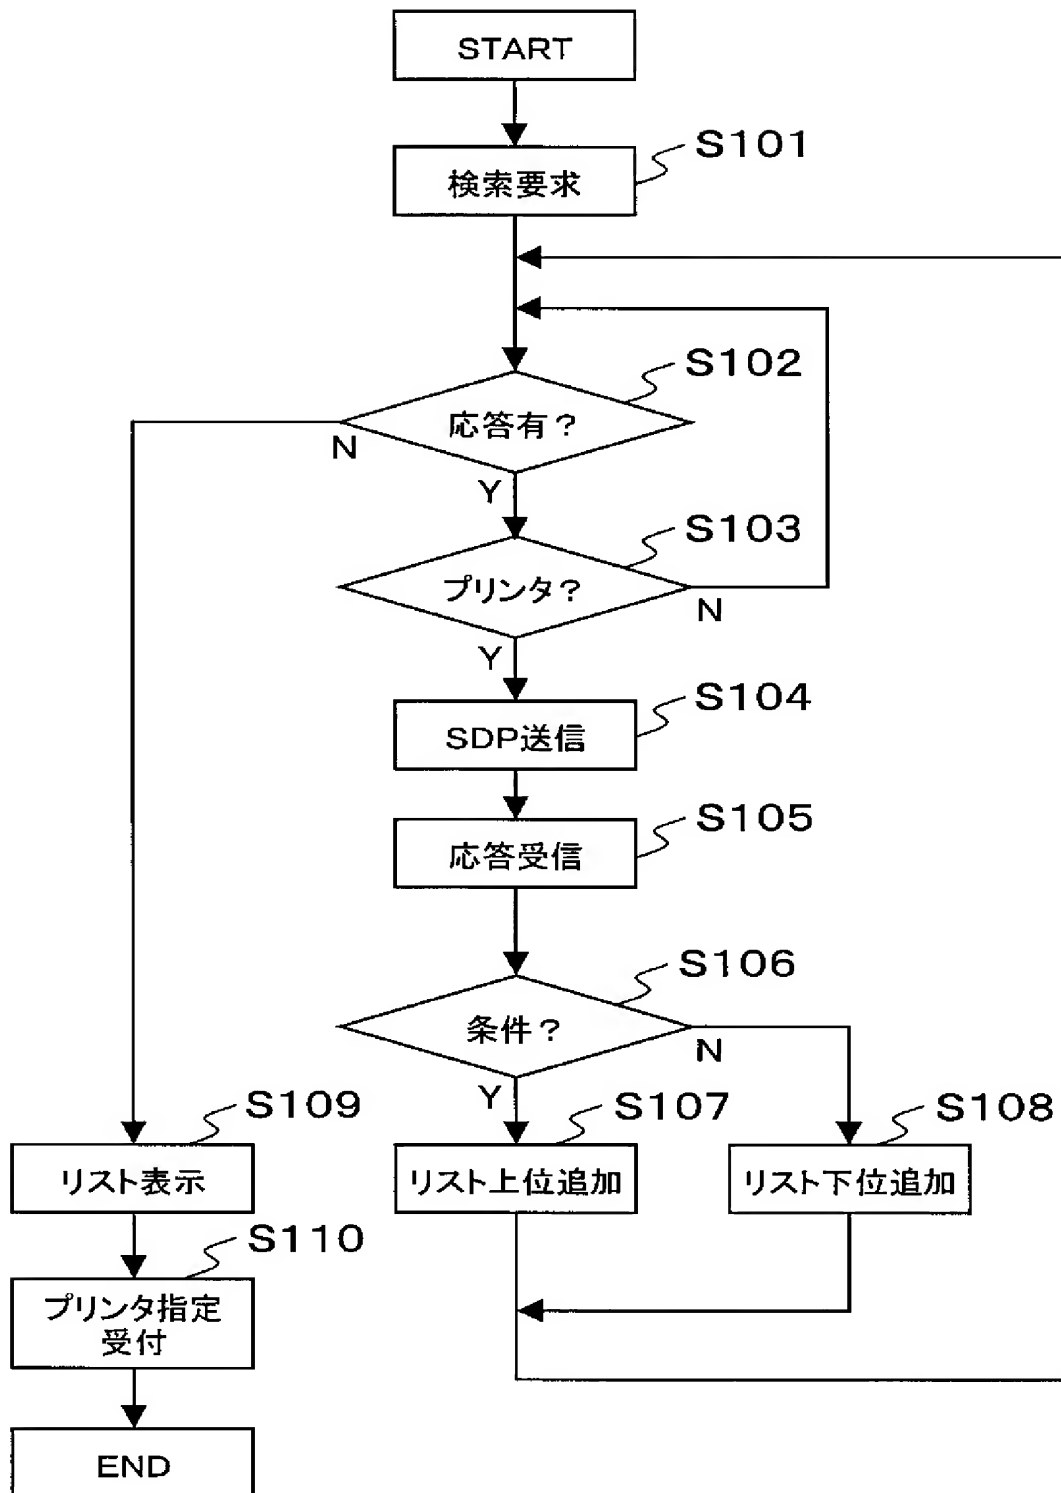 START
S101
検索要求
S102
応答有？
N
Y
S103
プリンタ？
N
Y
S104
SDP送信
S105
応答受信
S106
条件？
N
Y
S109
リスト表示
S107
リスト上位追加
S108
リスト下位追加
S110
プリンタ指定
受付
END